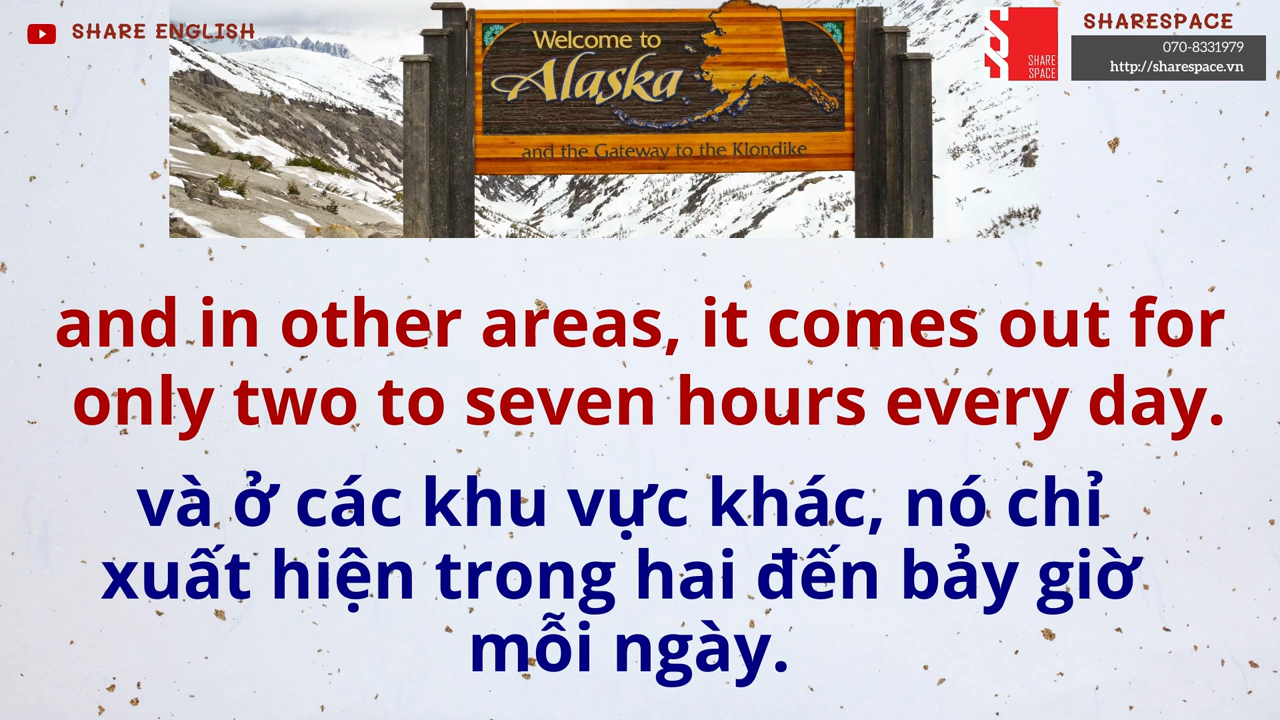 SHARE ENGLISH
SHARESPACE
070-8331979
http://sharespace.vn
SHARE
SPACE
Welcome to
Alaska
and the Gateway to the Klondike
and in other areas, it comes out for
only two to seven hours every day.
và ở các khu vực khác, nó chỉ
xuất hiện trong hai đến bảy giờ
mỗi ngày.